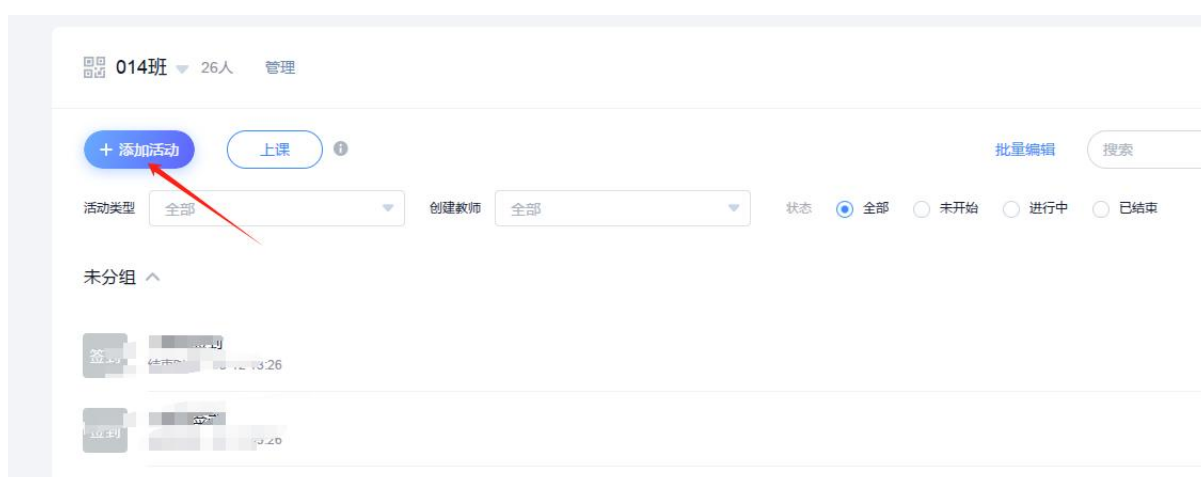 014班 26人 管理
+ 添加活动 上课 批量编辑 搜索
活动类型 全部 创建教师 全部 状态 全部 未开始 进行中 已结束
未分组
签到